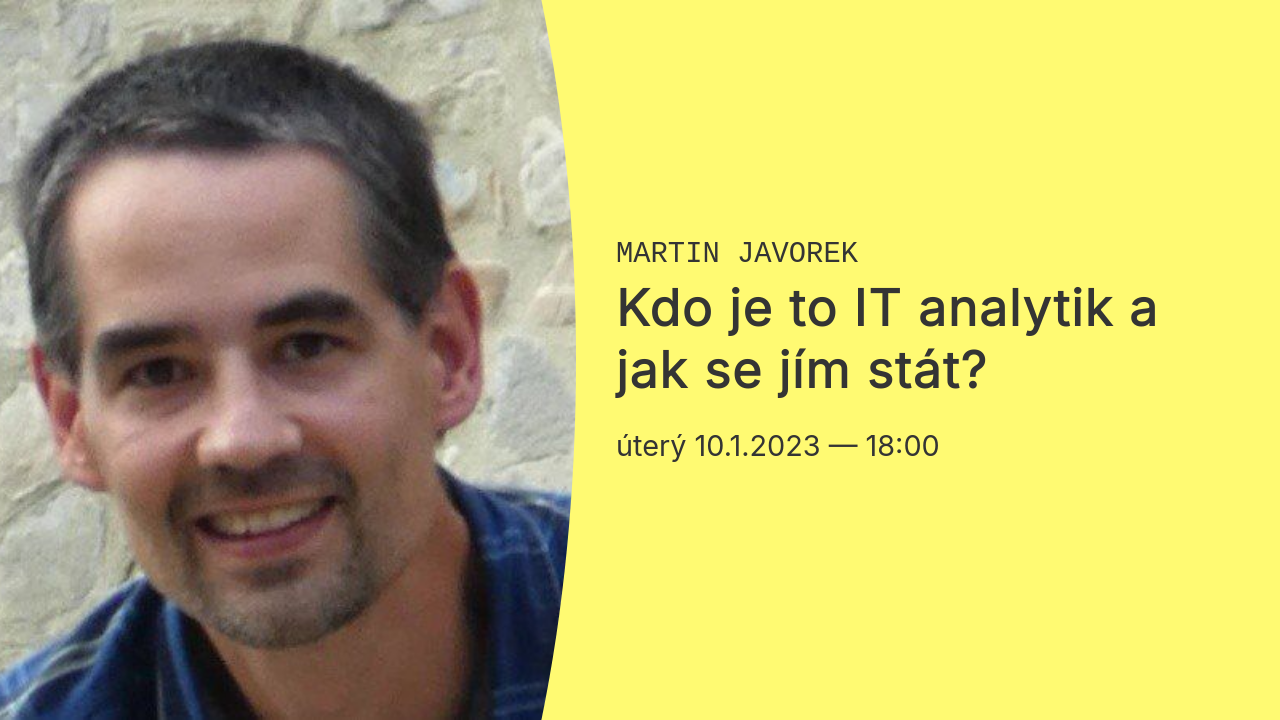 MARTIN JAVOREK
Kdo je to IT analytik a
jak se jím stát?
úterý 10.1.2023 — 18:00